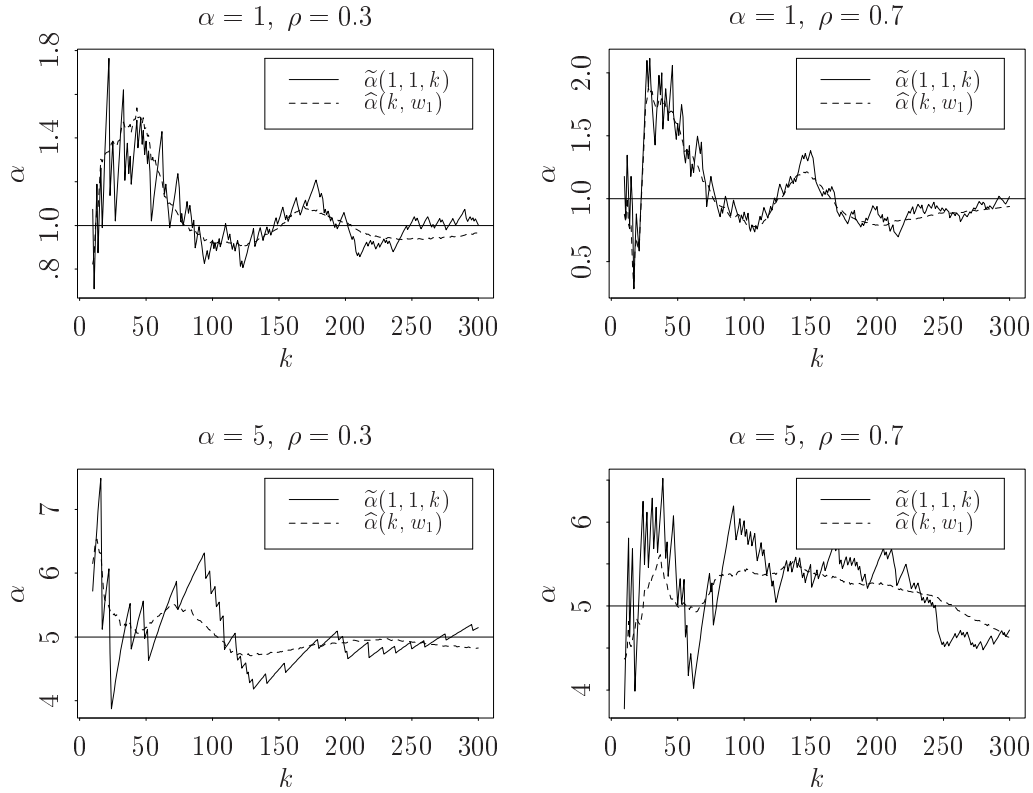 α = 1, ρ = 0.3
1.8
1.4
1.0
.8
α
α̃(1, 1, k)
α̂(k, w₁)
0 50 100 150 200 250 300
k
α = 1, ρ = 0.7
2.0
1.5
1.0
0.5
α
α̃(1, 1, k)
α̂(k, w₁)
0 50 100 150 200 250 300
k
α = 5, ρ = 0.3
7
6
5
4
α
α̃(1, 1, k)
α̂(k, w₁)
0 50 100 150 200 250 300
k
α = 5, ρ = 0.7
6
5
4
α
α̃(1, 1, k)
α̂(k, w₁)
0 50 100 150 200 250 300
k